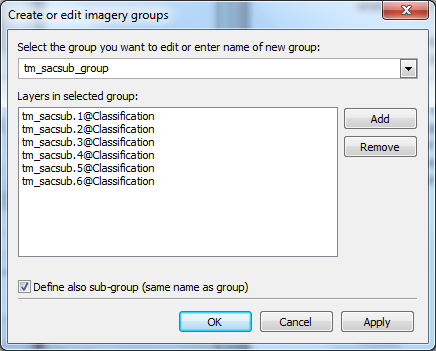 Create or edit imagery groups
Select the group you want to edit or enter name of new group:
tm_sacsub_group
Layers in selected group:
tm_sacsub.1@Classification
tm_sacsub.2@Classification
tm_sacsub.3@Classification
tm_sacsub.4@Classification
tm_sacsub.5@Classification
tm_sacsub.6@Classification
Add
Remove
Define also sub-group (same name as group)
OK
Cancel
Apply